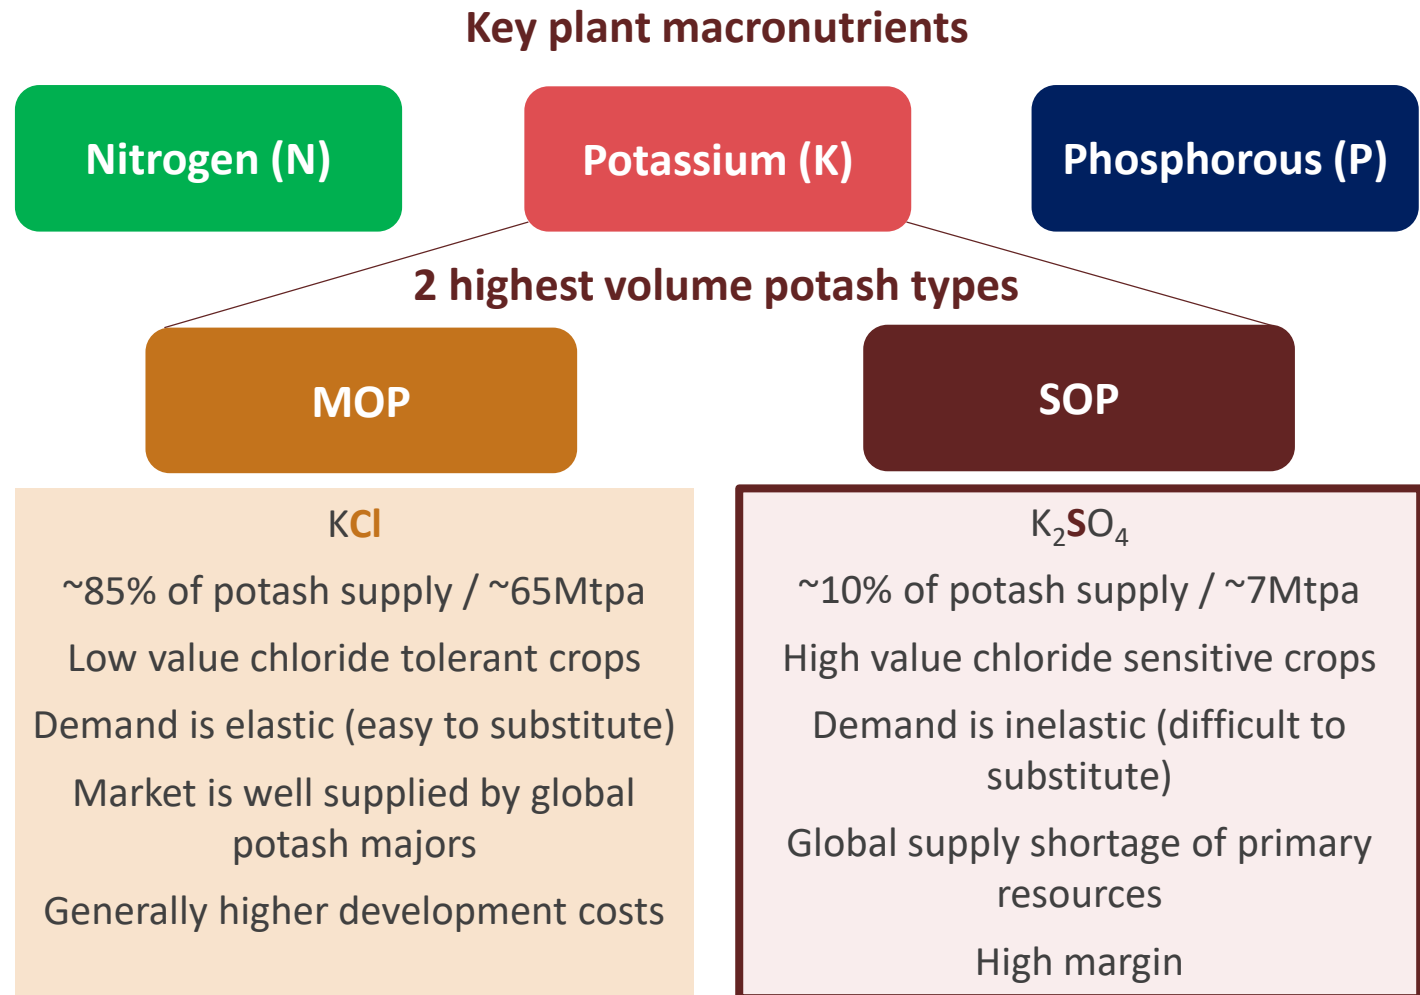 Key plant macronutrients
Nitrogen (N)
Potassium (K)
Phosphorous (P)
2 highest volume potash types
MOP
SOP
KCl
~85% of potash supply / ~65Mtpa
Low value chloride tolerant crops
Demand is elastic (easy to substitute)
Market is well supplied by global
potash majors
Generally higher development costs
K₂SO₄
~10% of potash supply / ~7Mtpa
High value chloride sensitive crops
Demand is inelastic (difficult to
substitute)
Global supply shortage of primary
resources
High margin